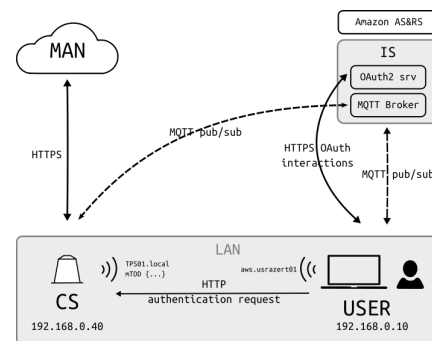 Amazon AS&RS
MAN
IS
OAuth2 srv
MQTT Broker
MQTT pub/sub
HTTPS
HTTPS OAuth
interactions
MQTT pub/sub
LAN
TPS01.local
mTDD {...}
aws.usrazert01
HTTP
authentication request
CS
USER
192.168.0.40
192.168.0.10